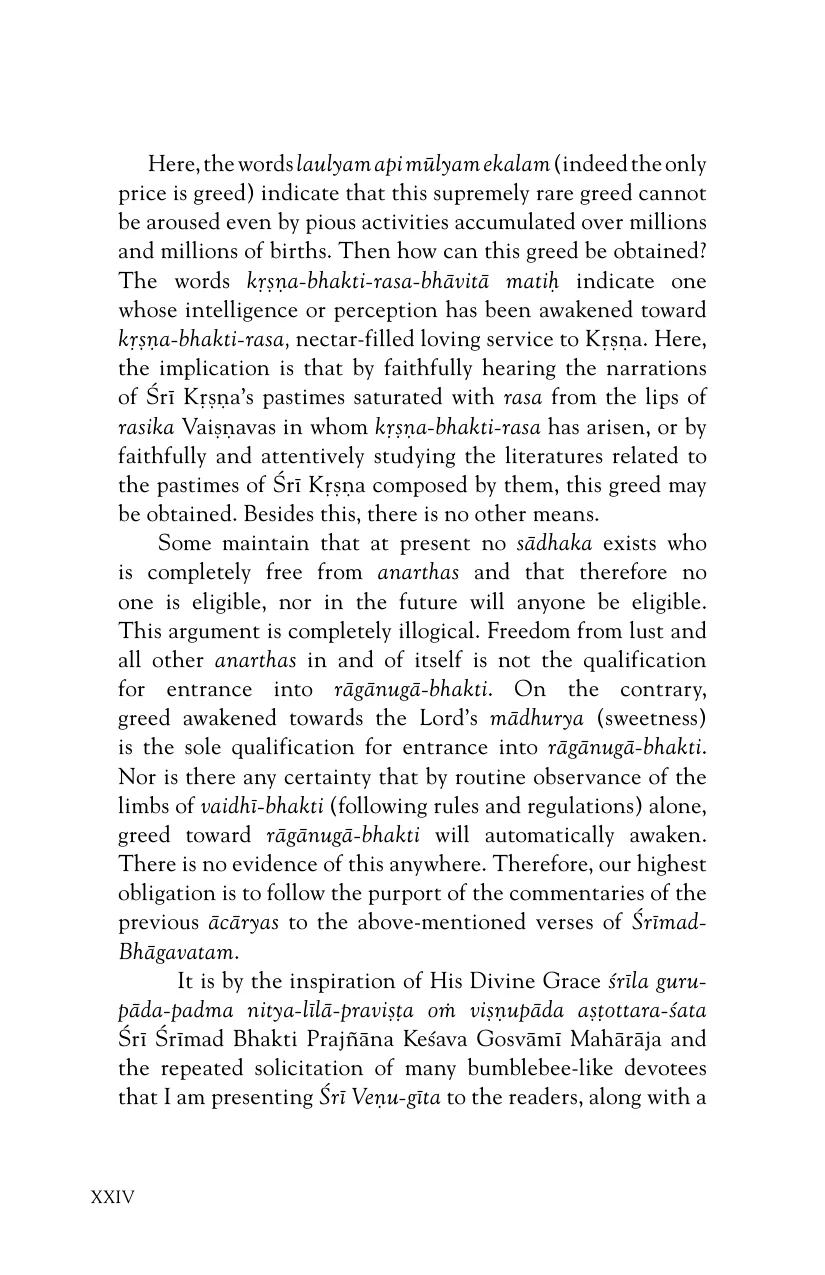 Here, the words laulyam api mūlyam ekalam (indeed the only
price is greed) indicate that this supremely rare greed cannot
be aroused even by pious activities accumulated over millions
and millions of births. Then how can this greed be obtained?
The words kṛṣṇa-bhakti-rasa-bhāvitā matiḥ indicate one
whose intelligence or perception has been awakened toward
kṛṣṇa-bhakti-rasa, nectar-filled loving service to Kṛṣṇa. Here,
the implication is that by faithfully hearing the narrations
of Śrī Kṛṣṇa’s pastimes saturated with rasa from the lips of
rasika Vaiṣṇavas in whom kṛṣṇa-bhakti-rasa has arisen, or by
faithfully and attentively studying the literatures related to
the pastimes of Śrī Kṛṣṇa composed by them, this greed may
be obtained. Besides this, there is no other means.
Some maintain that at present no sādhaka exists who
is completely free from anarthas and that therefore no
one is eligible, nor in the future will anyone be eligible.
This argument is completely illogical. Freedom from lust and
all other anarthas in and of itself is not the qualification
for entrance into rāgānugā-bhakti. On the contrary,
greed awakened towards the Lord’s mādhurya (sweetness)
is the sole qualification for entrance into rāgānugā-bhakti.
Nor is there any certainty that by routine observance of the
limbs of vaidhī-bhakti (following rules and regulations) alone,
greed toward rāgānugā-bhakti will automatically awaken.
There is no evidence of this anywhere. Therefore, our highest
obligation is to follow the purport of the commentaries of the
previous ācāryas to the above-mentioned verses of Śrīmad-
Bhāgavatam.
It is by the inspiration of His Divine Grace śrīla guru-
pāda-padma nitya-līlā-praviṣṭa oṁ viṣṇupāda aṣṭottara-śata
Śrī Śrīmad Bhakti Prajñāna Keśava Gosvāmī Mahārāja and
the repeated solicitation of many bumblebee-like devotees
that I am presenting Śrī Veṇu-gīta to the readers, along with a
XXIV